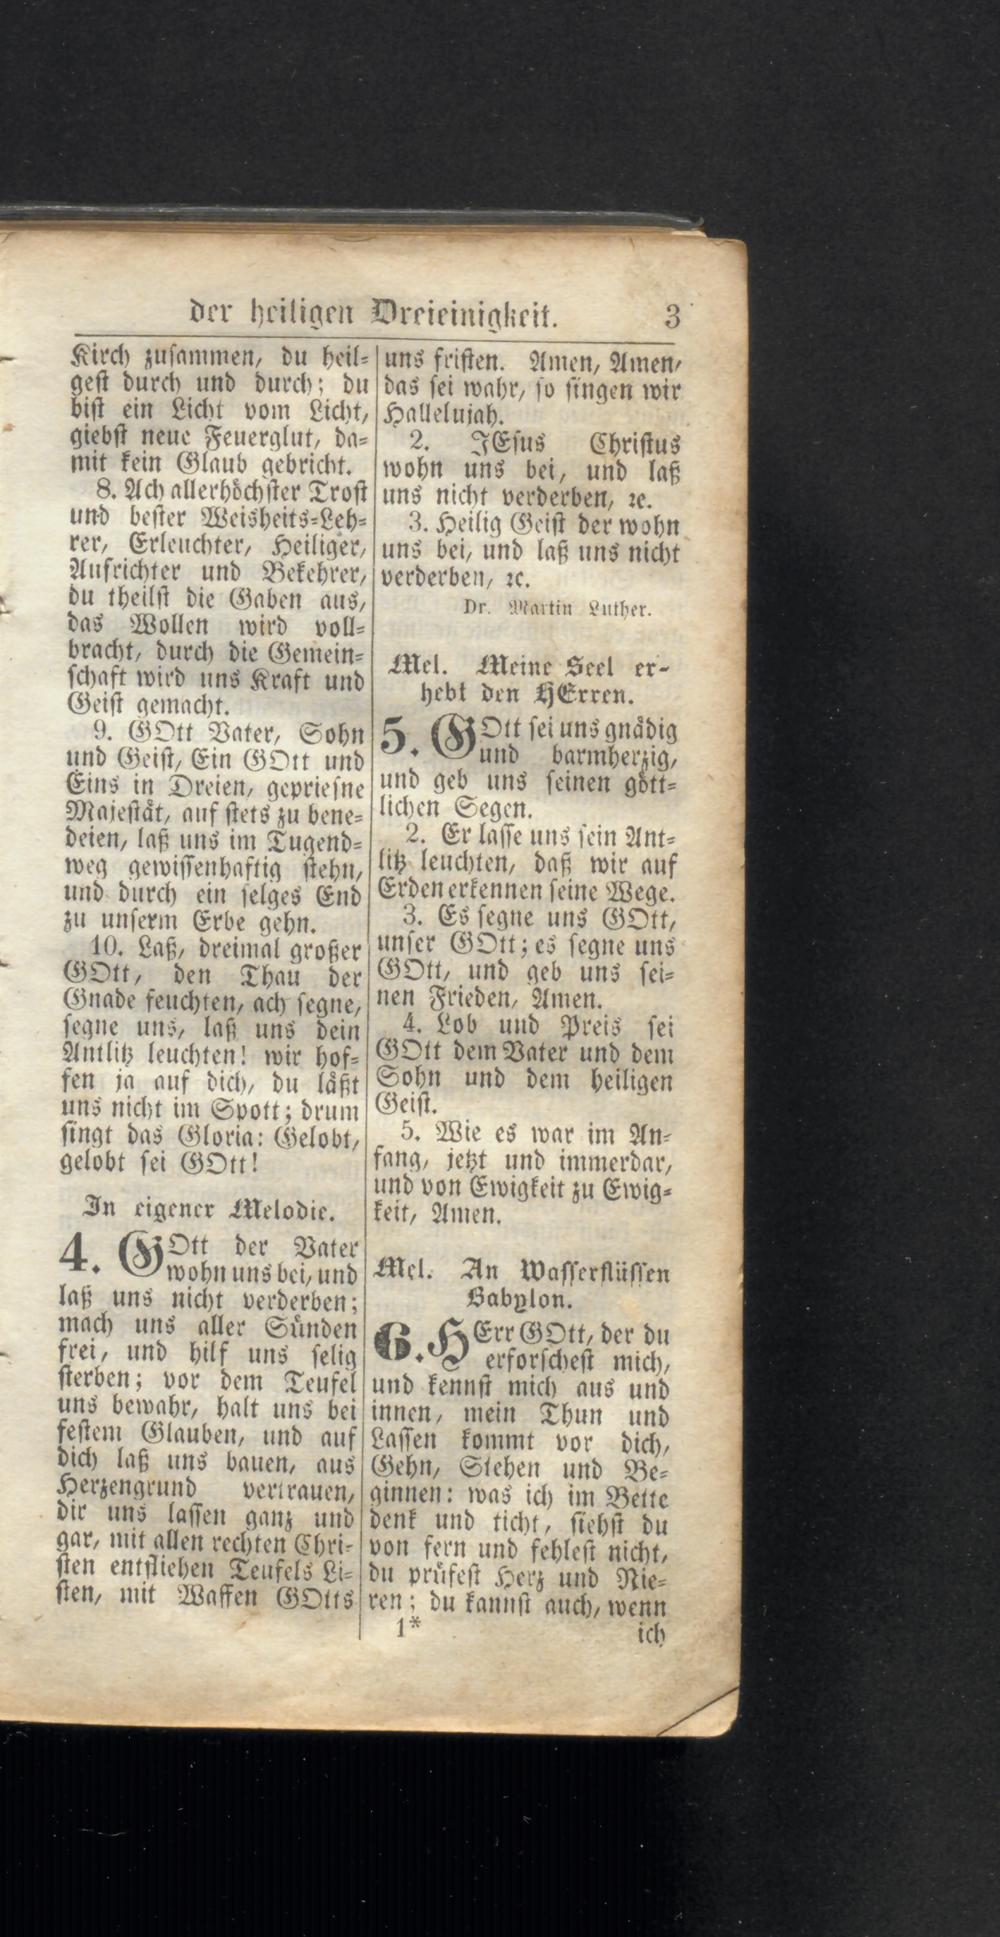 der heiligen Dreieinigkeit. 3
Kirch zusammen, du heil-
gest durch und durch; du
bist ein Licht vom Licht,
giebst neue Feuerglut, da-
mit kein Glaub gebricht.
8. Ach allerhöchster Trost
und bester Weisheits-Leh-
rer, Erleuchter, Heiliger,
Aufrichter und Bekehrer,
du theilst die Gaben aus,
das Wollen wird voll-
bracht, durch die Gemein-
schaft wird uns Kraft und
Geist gemacht.
9. GOtt Vater, Sohn
und Geist, Ein GOtt und
Eins in Dreien, gepriesne
Majestät, auf stets zu bene-
deien, laß uns im Tugend-
weg gewissenhaftig stehn,
und durch ein selges End
zu unserm Erbe gehn.
10. Laß, dreimal großer
GOtt, den Thau der
Gnade feuchten, ach segne,
segne uns, laß uns dein
Antlitz leuchten! wir hof-
fen ja auf dich, du läßt
uns nicht im Spott; drum
singt das Gloria: Gelobt,
gelobt sei GOtt!
In eigener Melodie.
4. GOtt der Vater
wohn uns bei, und
laß uns nicht verderben;
mach uns aller Sünden
frei, und hilf uns selig
sterben; vor dem Teufel
uns bewahr, halt uns bei
festem Glauben, und auf
dich laß uns bauen, aus
Herzengrund vertrauen,
dir uns lassen ganz und
gar, mit allen rechten Chri-
sten entfliehen Teufels Li-
sten, mit Waffen GOtts
uns fristen. Amen, Amen,
das sei wahr, so singen wir
Hallelujah.
2. JEsus Christus
wohn uns bei, und laß
uns nicht verderben, ꝛc.
3. Heilig Geist der wohn
uns bei, und laß uns nicht
verderben, ꝛc.
Dr. Martin Luther.
Mel. Meine Seel er-
hebt den HErren.
5. GOtt sei uns gnädig
und barmherzig,
und geb uns seinen gött-
lichen Segen.
2. Er lasse uns sein Ant-
litz leuchten, daß wir auf
Erden erkennen seine Wege.
3. Es segne uns GOtt,
unser GOtt; es segne uns
GOtt, und geb uns sei-
nen Frieden, Amen.
4. Lob und Preis sei
GOtt dem Vater und dem
Sohn und dem heiligen
Geist.
5. Wie es war im An-
fang, jetzt und immerdar,
und von Ewigkeit zu Ewig-
keit, Amen.
Mel. An Wasserflüssen
Babylon.
6. HErr GOtt, der du
erforschest mich,
und kennst mich aus und
innen, mein Thun und
Lassen kommt vor dich,
Gehn, Stehen und Be-
ginnen: was ich im Bette
denk und ticht, siehst du
von fern und fehlest nicht,
du prüfest Herz und Nie-
ren; du kannst auch, wenn
1* ich